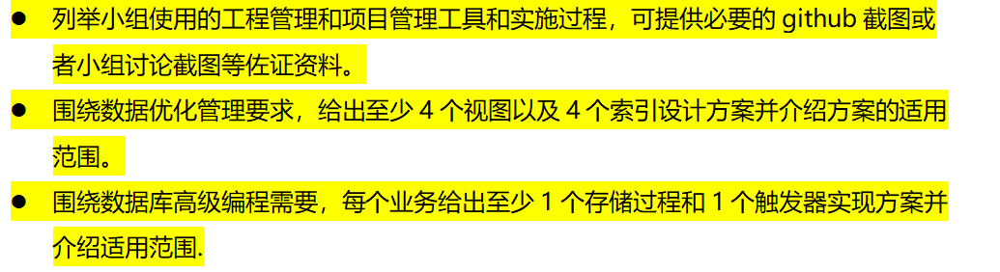 ● 列举小组使用的工程管理和项目管理工具和实施过程，可提供必要的 github 截图或
者小组讨论截图等佐证资料。
● 围绕数据优化管理要求，给出至少 4 个视图以及 4 个索引设计方案并介绍方案的适用
范围。
● 围绕数据库高级编程需要，每个业务给出至少 1 个存储过程和 1 个触发器实现方案并
介绍适用范围.